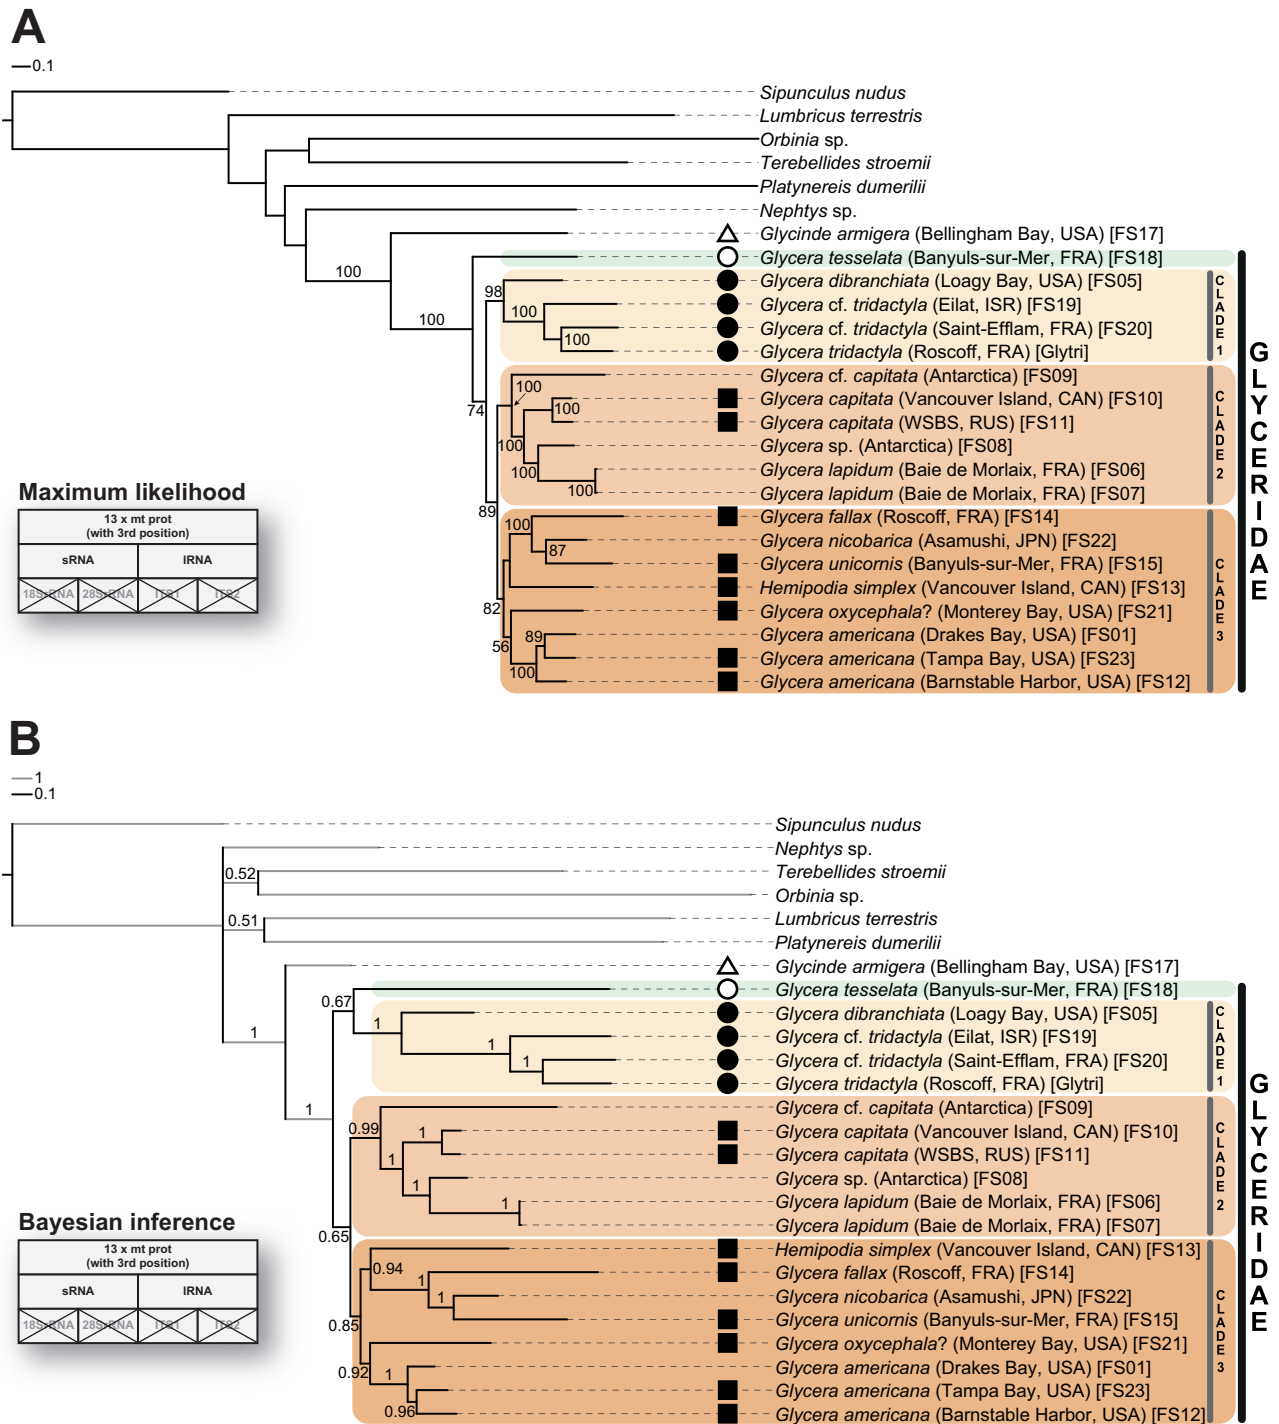 A
0.1
Sipunculus nudus
Lumbricus terrestris
Orbinia sp.
Terebellides stroemii
Platynereis dumerilii
Nephtys sp.
Glycinde armigera (Bellingham Bay, USA) [FS17]
Glycera tesselata (Banyuls-sur-Mer, FRA) [FS18]
100
100
98
Glycera dibranchiata (Loagy Bay, USA) [FS05]
100
Glycera cf. tridactyla (Eilat, ISR) [FS19]
Glycera cf. tridactyla (Saint-Efflam, FRA) [FS20]
100
Glycera tridactyla (Roscoff, FRA) [Glytri]
CLADE 1
74
Glycera cf. capitata (Antarctica) [FS09]
100
Glycera capitata (Vancouver Island, CAN) [FS10]
100
Glycera capitata (WSBS, RUS) [FS11]
100
Glycera sp. (Antarctica) [FS08]
100
Glycera lapidum (Baie de Morlaix, FRA) [FS06]
100
Glycera lapidum (Baie de Morlaix, FRA) [FS07]
CLADE 2
89
Glycera fallax (Roscoff, FRA) [FS14]
100
Glycera nicobarica (Asamushi, JPN) [FS22]
87
Glycera unicornis (Banyuls-sur-Mer, FRA) [FS15]
Hemipodia simplex (Vancouver Island, CAN) [FS13]
82
Glycera oxycephala? (Monterey Bay, USA) [FS21]
56
89
Glycera americana (Drakes Bay, USA) [FS01]
Glycera americana (Tampa Bay, USA) [FS23]
100
Glycera americana (Barnstable Harbor, USA) [FS12]
CLADE 3
GLYCERIDAE
Maximum likelihood
13 x mt prot
(with 3rd position)
sRNA lRNA
18SrRNA 28SrRNA ITS1 ITS2
B
1
0.1
Sipunculus nudus
Nephtys sp.
0.52
Terebellides stroemii
Orbinia sp.
0.51
Lumbricus terrestris
Platynereis dumerilii
Glycinde armigera (Bellingham Bay, USA) [FS17]
Glycera tesselata (Banyuls-sur-Mer, FRA) [FS18]
0.67
1
1
Glycera dibranchiata (Loagy Bay, USA) [FS05]
1
Glycera cf. tridactyla (Eilat, ISR) [FS19]
1
Glycera cf. tridactyla (Saint-Efflam, FRA) [FS20]
Glycera tridactyla (Roscoff, FRA) [Glytri]
CLADE 1
1
Glycera cf. capitata (Antarctica) [FS09]
0.99
1
Glycera capitata (Vancouver Island, CAN) [FS10]
Glycera capitata (WSBS, RUS) [FS11]
1
Glycera sp. (Antarctica) [FS08]
1
1
Glycera lapidum (Baie de Morlaix, FRA) [FS06]
Glycera lapidum (Baie de Morlaix, FRA) [FS07]
CLADE 2
0.65
Hemipodia simplex (Vancouver Island, CAN) [FS13]
0.94
Glycera fallax (Roscoff, FRA) [FS14]
1
Glycera nicobarica (Asamushi, JPN) [FS22]
1
Glycera unicornis (Banyuls-sur-Mer, FRA) [FS15]
0.85
Glycera oxycephala? (Monterey Bay, USA) [FS21]
0.92
Glycera americana (Drakes Bay, USA) [FS01]
1
Glycera americana (Tampa Bay, USA) [FS23]
0.96
Glycera americana (Barnstable Harbor, USA) [FS12]
CLADE 3
GLYCERIDAE
Bayesian inference
13 x mt prot
(with 3rd position)
sRNA lRNA
18SrRNA 28SrRNA ITS1 ITS2